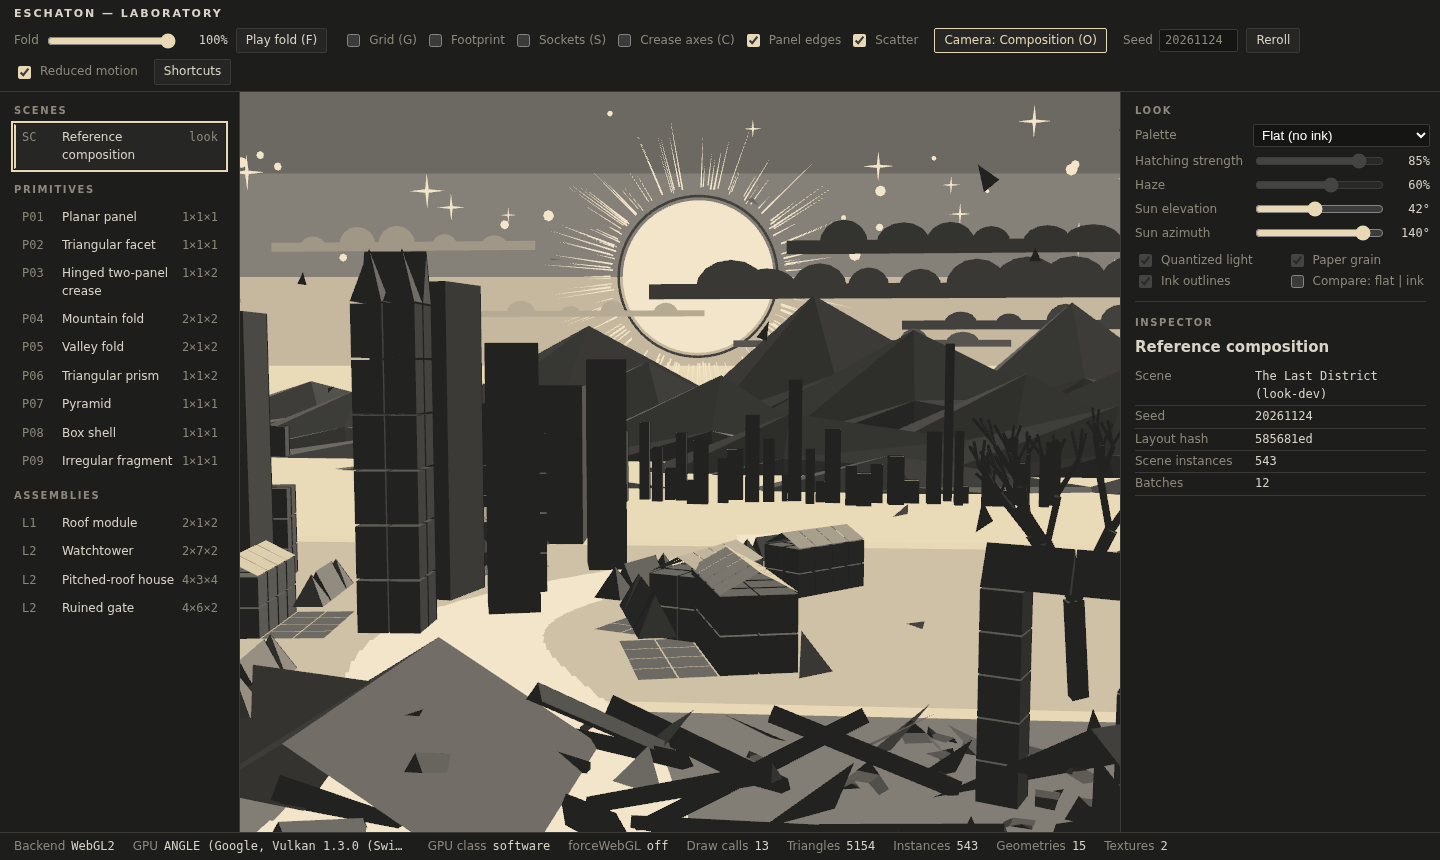 ESCHATON — LABORATORY
Fold 100% Play fold (F) Grid (G) Footprint Sockets (S) Crease axes (C) Panel edges Scatter Camera: Composition (O) Seed 20261124 Reroll
Reduced motion Shortcuts
SCENES
SC Reference composition look
PRIMITIVES
P01 Planar panel 1×1×1
P02 Triangular facet 1×1×1
P03 Hinged two-panel crease 1×1×2
P04 Mountain fold 2×1×2
P05 Valley fold 2×1×2
P06 Triangular prism 1×1×2
P07 Pyramid 1×1×1
P08 Box shell 1×1×1
P09 Irregular fragment 1×1×1
ASSEMBLIES
L1 Roof module 2×1×2
L2 Watchtower 2×7×2
L2 Pitched-roof house 4×3×4
L2 Ruined gate 4×6×2
LOOK
Palette Flat (no ink)
Hatching strength 85%
Haze 60%
Sun elevation 42°
Sun azimuth 140°
Quantized light Paper grain
Ink outlines Compare: flat | ink
INSPECTOR
Reference composition
Scene The Last District (look-dev)
Seed 20261124
Layout hash 585681ed
Scene instances 543
Batches 12
Backend WebGL2 GPU ANGLE (Google, Vulkan 1.3.0 (Swi… GPU class software forceWebGL off Draw calls 13 Triangles 5154 Instances 543 Geometries 15 Textures 2